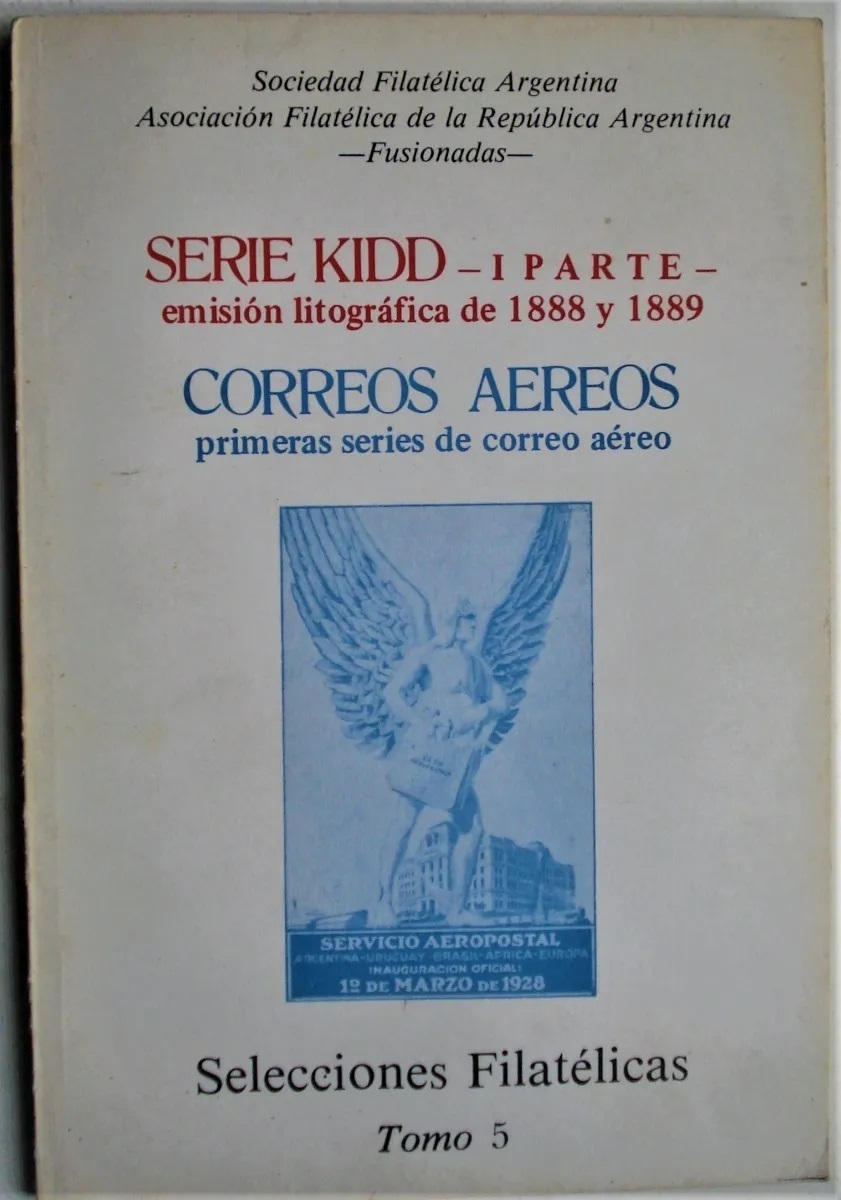 Sociedad Filatélica Argentina
Asociación Filatélica de la República Argentina
—Fusionadas—
SERIE KIDD – I PARTE –
emisión litográfica de 1888 y 1889
CORREOS AEREOS
primeras series de correo aéreo
SERVICIO AEROPOSTAL
ARGENTINA-URUGUAY-BRASIL-AFRICA-EUROPA
INAUGURACION OFICIAL:
1º DE MARZO DE 1928
Selecciones Filatélicas
Tomo 5